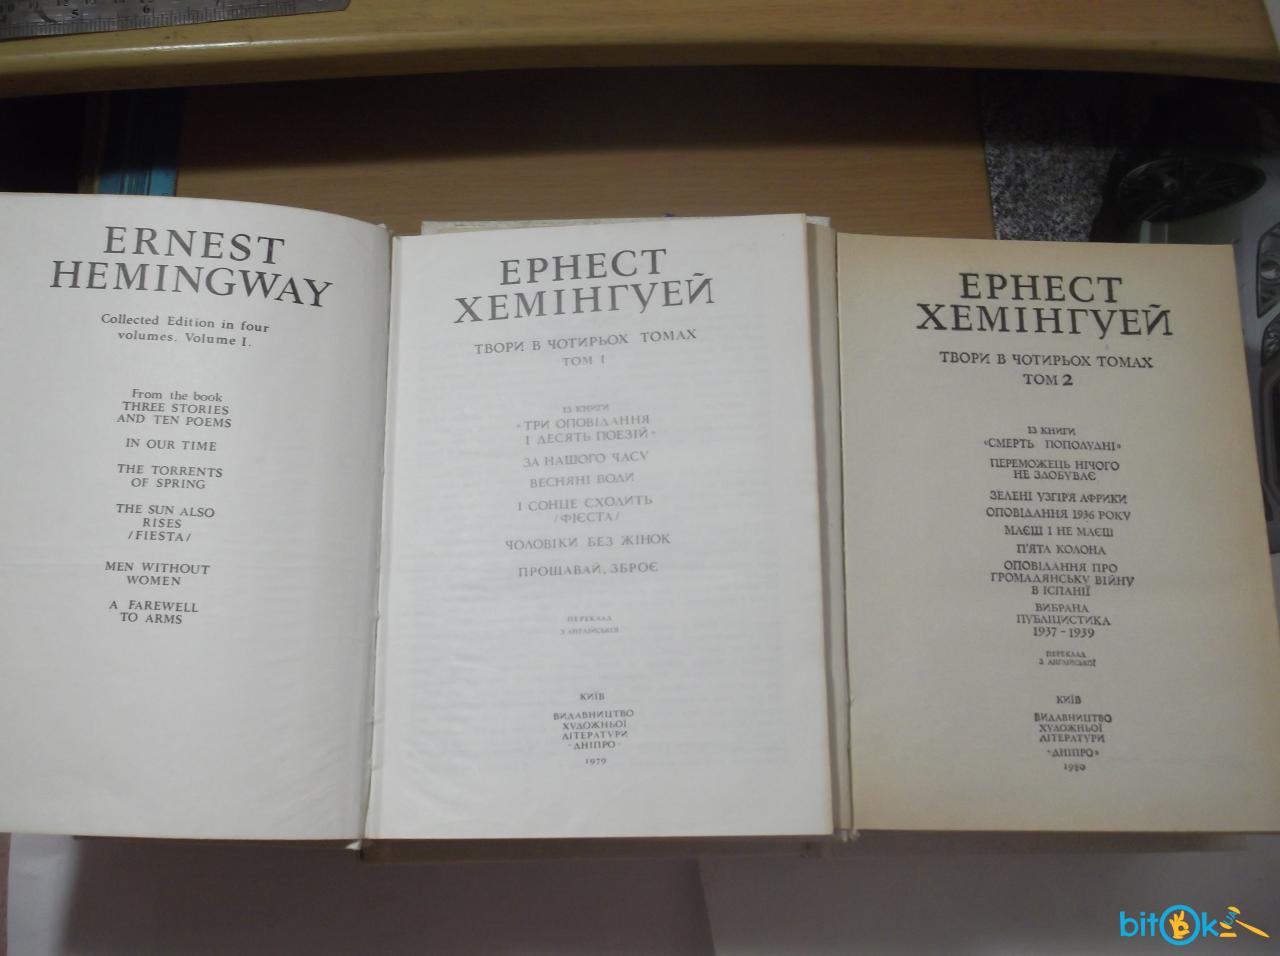 ERNEST
HEMINGWAY
Collected Edition in four
volumes. Volume I.
From the book
THREE STORIES
AND TEN POEMS
IN OUR TIME
THE TORRENTS
OF SPRING
THE SUN ALSO
RISES
/FIESTA/
MEN WITHOUT
WOMEN
A FAREWELL
TO ARMS
ЕРНЕСТ
ХЕМІНГУЕЙ
ТВОРИ В ЧОТИРЬОХ ТОМАХ
ТОМ 1
ІЗ КНИГИ
«ТРИ ОПОВІДАННЯ
І ДЕСЯТЬ ПОЕЗІЙ»
ЗА НАШОГО ЧАСУ
ВЕСНЯНІ ВОДИ
І СОНЦЕ СХОДИТЬ
/ФІЄСТА/
ЧОЛОВІКИ БЕЗ ЖІНОК
ПРОЩАВАЙ, ЗБРОЄ
ПЕРЕКЛАД
З АНГЛІЙСЬКОЇ
КИЇВ
ВИДАВНИЦТВО
ХУДОЖНЬОЇ
ЛІТЕРАТУРИ
«ДНІПРО»
1979
ЕРНЕСТ
ХЕМІНГУЕЙ
ТВОРИ В ЧОТИРЬОХ ТОМАХ
ТОМ 2
ІЗ КНИГИ
«СМЕРТЬ ПОПОЛУДНІ»
ПЕРЕМОЖЕЦЬ НІЧОГО
НЕ ЗДОБУВАЄ
ЗЕЛЕНІ УЗГІР'Я АФРИКИ
ОПОВІДАННЯ 1936 РОКУ
МАЄШ І НЕ МАЄШ
П'ЯТА КОЛОНА
ОПОВІДАННЯ ПРО
ГРОМАДЯНСЬКУ ВІЙНУ
В ІСПАНІЇ
ВИБРАНА
ПУБЛІЦИСТИКА
1937-1939
ПЕРЕКЛАД
З АНГЛІЙСЬКОЇ
КИЇВ
ВИДАВНИЦТВО
ХУДОЖНЬОЇ
ЛІТЕРАТУРИ
«ДНІПРО»
1980
bitOk